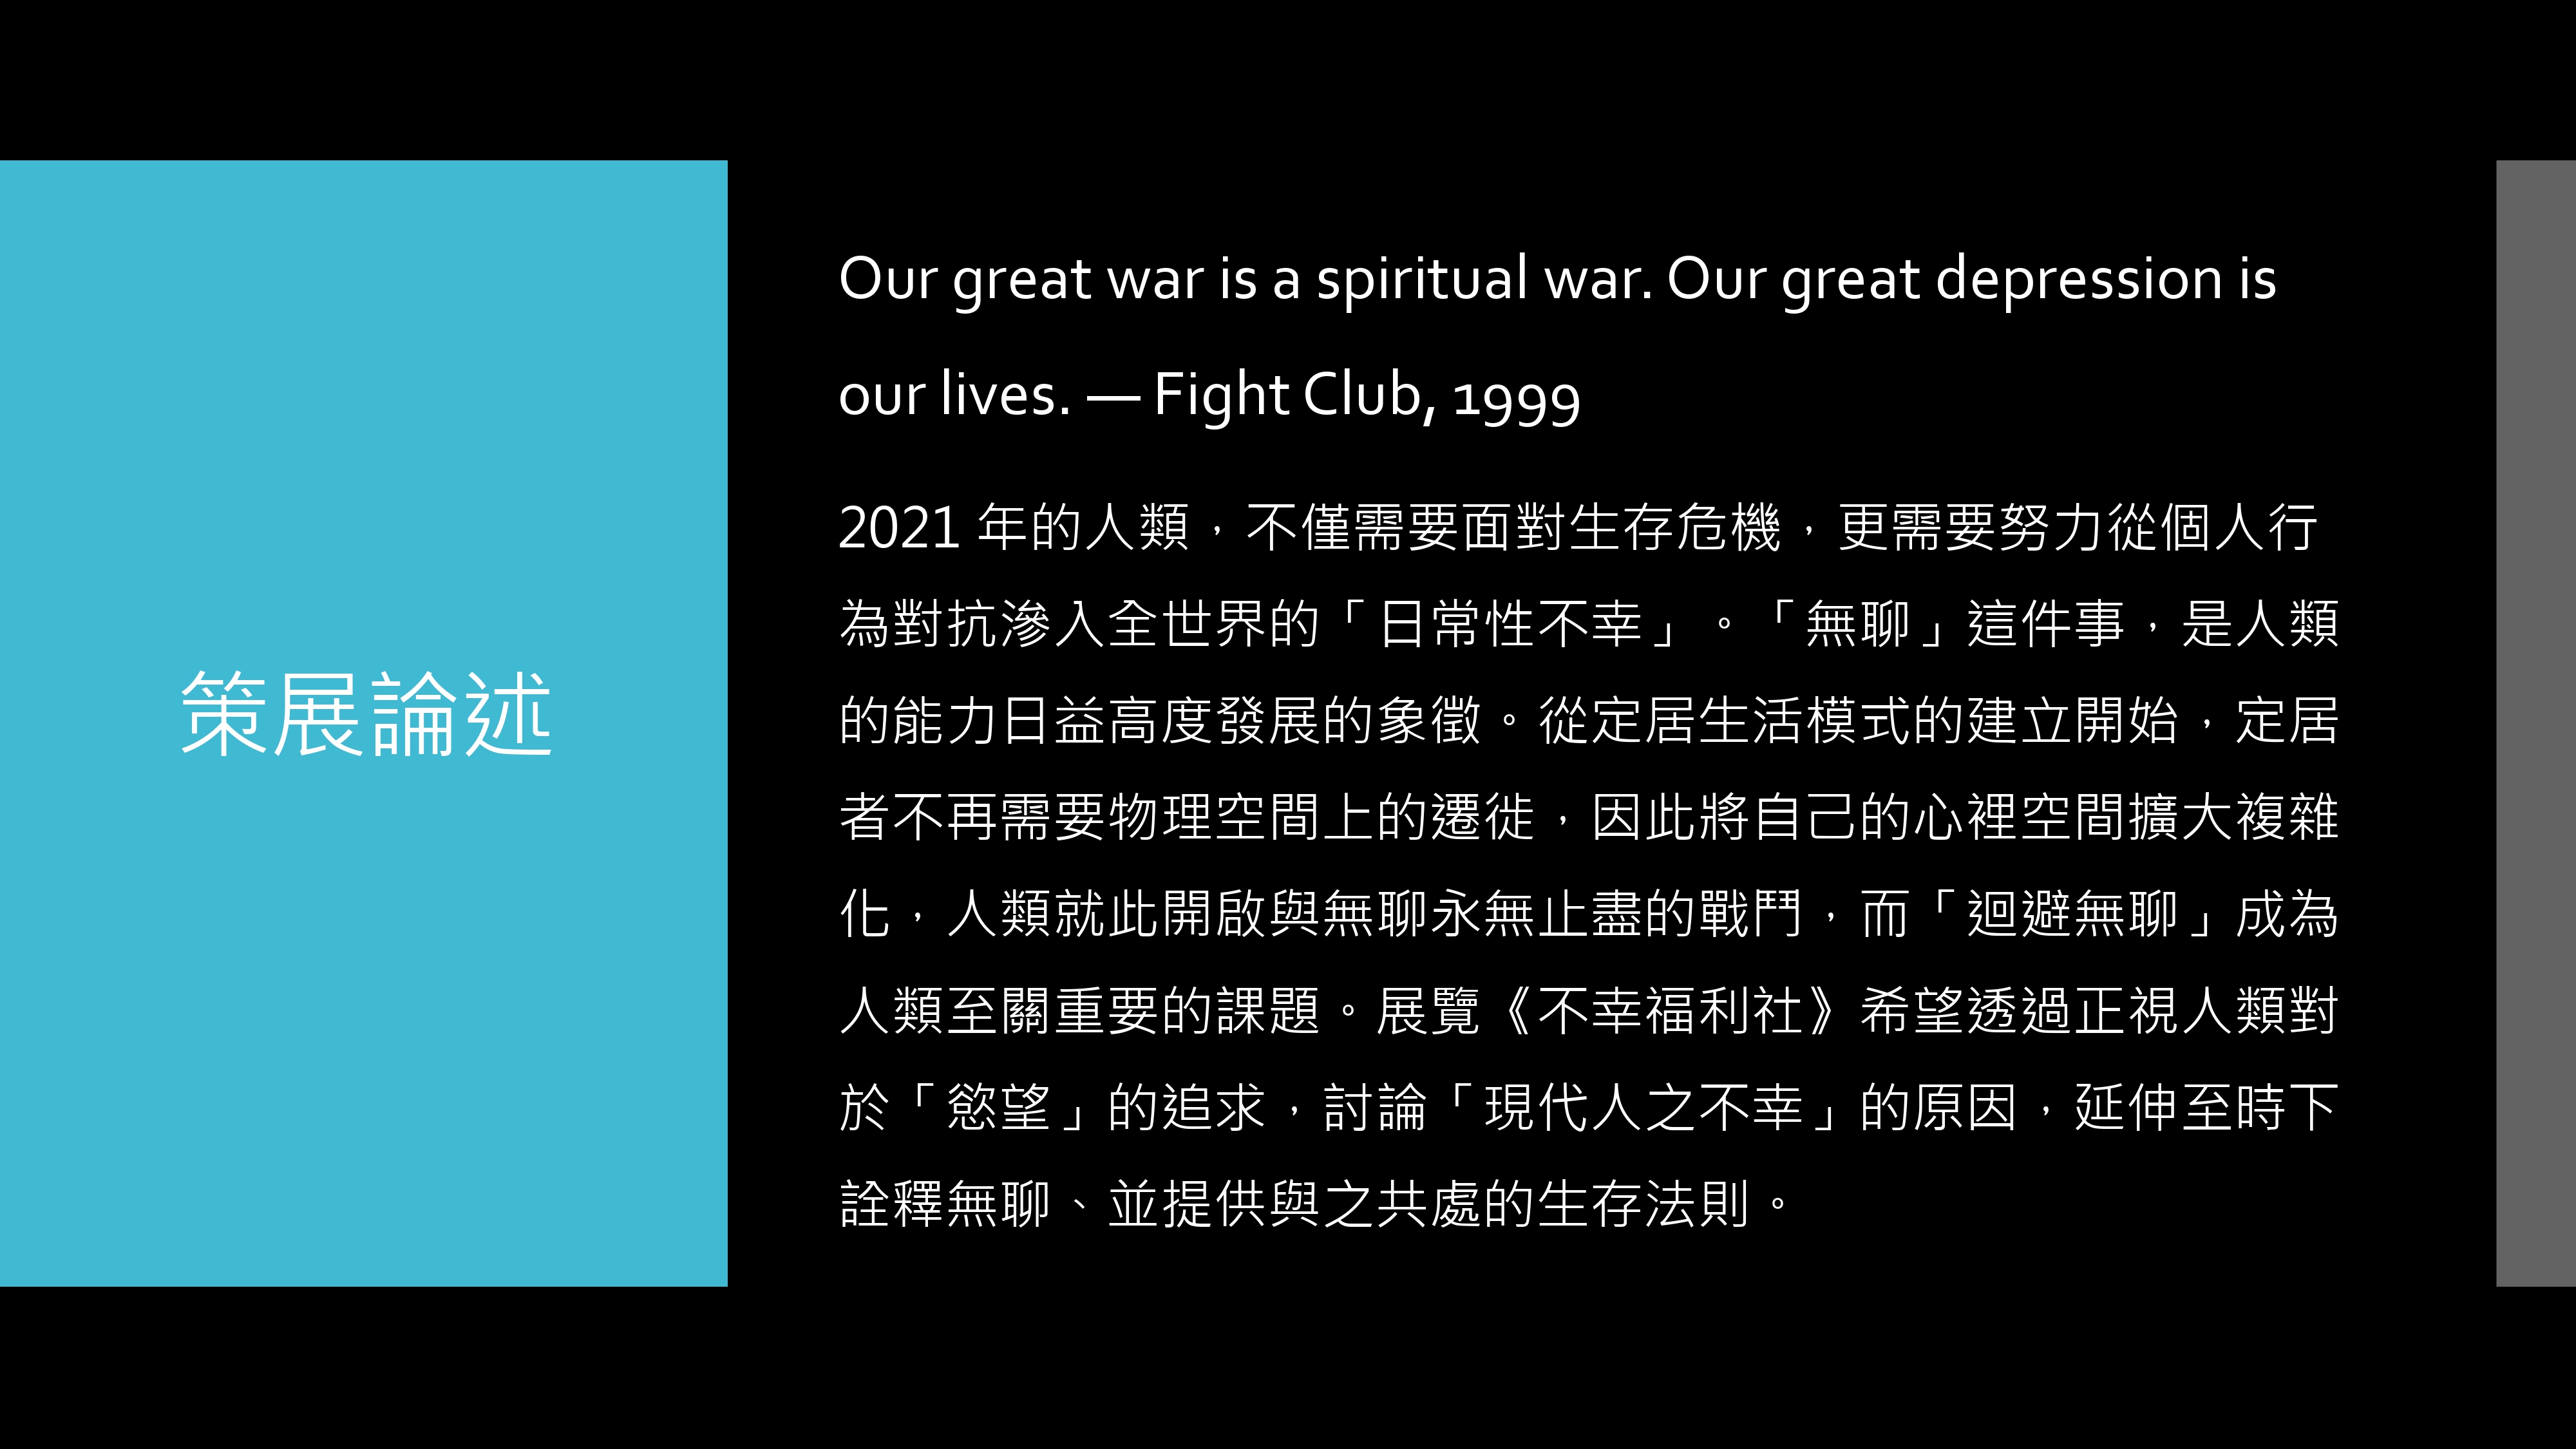 策展論述
Our great war is a spiritual war. Our great depression is
our lives. — Fight Club, 1999
2021 年的人類，不僅需要面對生存危機，更需要努力從個人行
為對抗滲入全世界的「日常性不幸」。「無聊」這件事，是人類
的能力日益高度發展的象徵。從定居生活模式的建立開始，定居
者不再需要物理空間上的遷徙，因此將自己的心裡空間擴大複雜
化，人類就此開啟與無聊永無止盡的戰鬥，而「迴避無聊」成為
人類至關重要的課題。展覽《不幸福利社》希望透過正視人類對
於「慾望」的追求，討論「現代人之不幸」的原因，延伸至時下
詮釋無聊、並提供與之共處的生存法則。